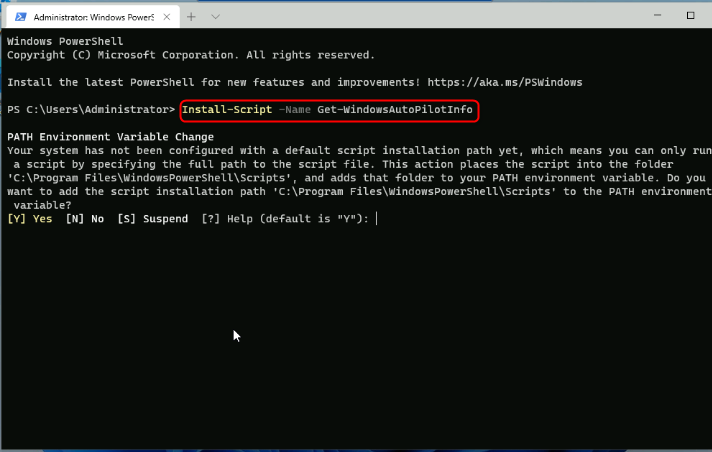 Administrator: Windows PowerS
Windows PowerShell
Copyright (C) Microsoft Corporation. All rights reserved.
Install the latest PowerShell for new features and improvements! https://aka.ms/PSWindows
PS C:\Users\Administrator> Install-Script -Name Get-WindowsAutoPilotInfo
PATH Environment Variable Change
Your system has not been configured with a default script installation path yet, which means you can only run
a script by specifying the full path to the script file. This action places the script into the folder
'C:\Program Files\WindowsPowerShell\Scripts', and adds that folder to your PATH environment variable. Do you
want to add the script installation path 'C:\Program Files\WindowsPowerShell\Scripts' to the PATH environment
variable?
[Y] Yes  [N] No  [S] Suspend  [?] Help (default is "Y"):